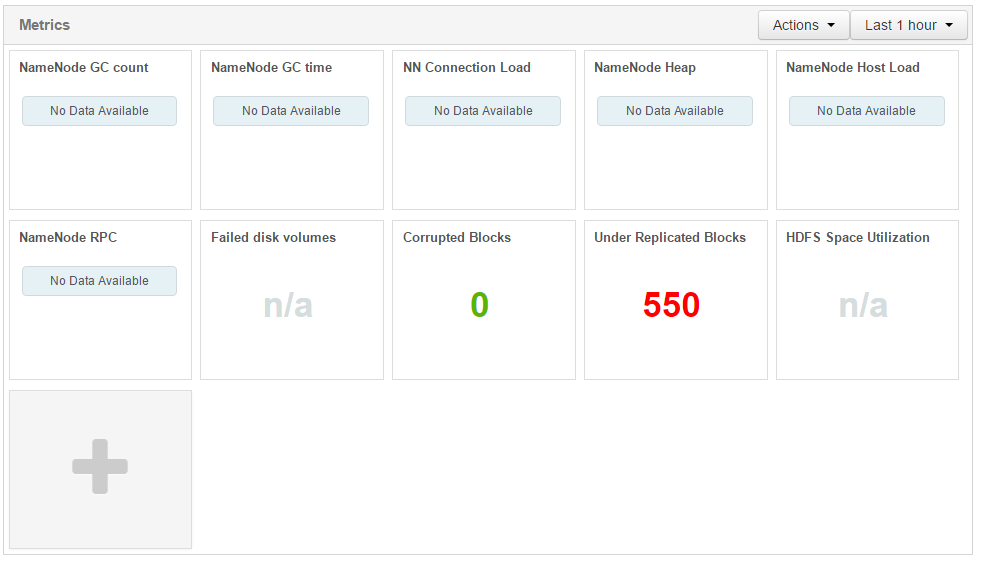 Metrics
Actions
Last 1 hour
NameNode GC count
NameNode GC time
NN Connection Load
NameNode Heap
NameNode Host Load
No Data Available
No Data Available
No Data Available
No Data Available
No Data Available
NameNode RPC
Failed disk volumes
Corrupted Blocks
Under Replicated Blocks
HDFS Space Utilization
No Data Available
n/a
0
550
n/a